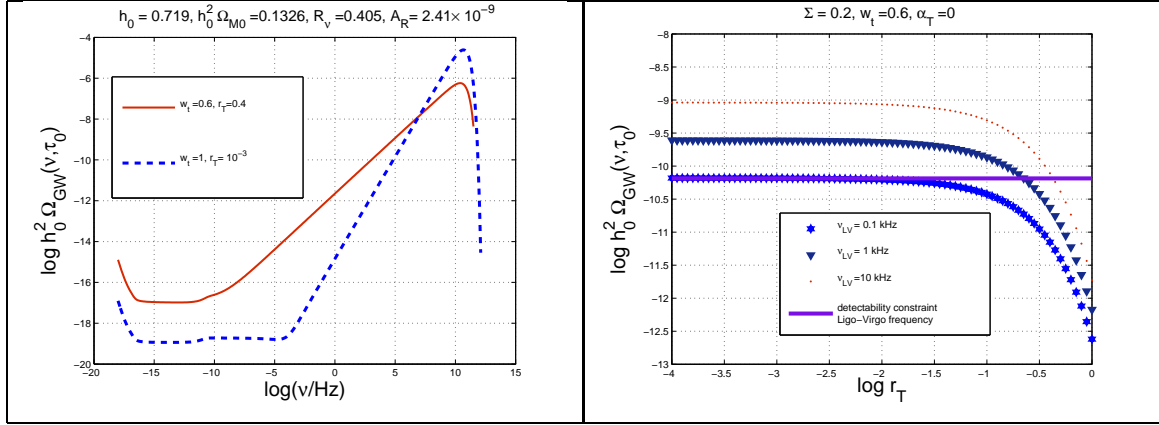 h_0 = 0.719, h_0^2 Ω_M0 = 0.1326, R_ν = 0.405, A_R = 2.41 × 10^−9
−4
−6
−8
−10
−12
−14
−16
−18
−20
log h_0^2 Ω_GW(ν,τ_0)
w_t =0.6, r_T=0.4
w_t =1, r_T= 10^−3
−20
−15
−10
−5
0
5
10
15
log(ν/Hz)
Σ = 0.2, w_t=0.6, α_T=0
−8
−8.5
−9
−9.5
−10
−10.5
−11
−11.5
−12
−12.5
−13
log h_0^2 Ω_GW(ν,τ_0)
ν_LV = 0.1 kHz
ν_LV = 1 kHz
ν_LV =10 kHz
detectability constraint
Ligo−Virgo frequency
−4
−3.5
−3
−2.5
−2
−1.5
−1
−0.5
0
log r_T